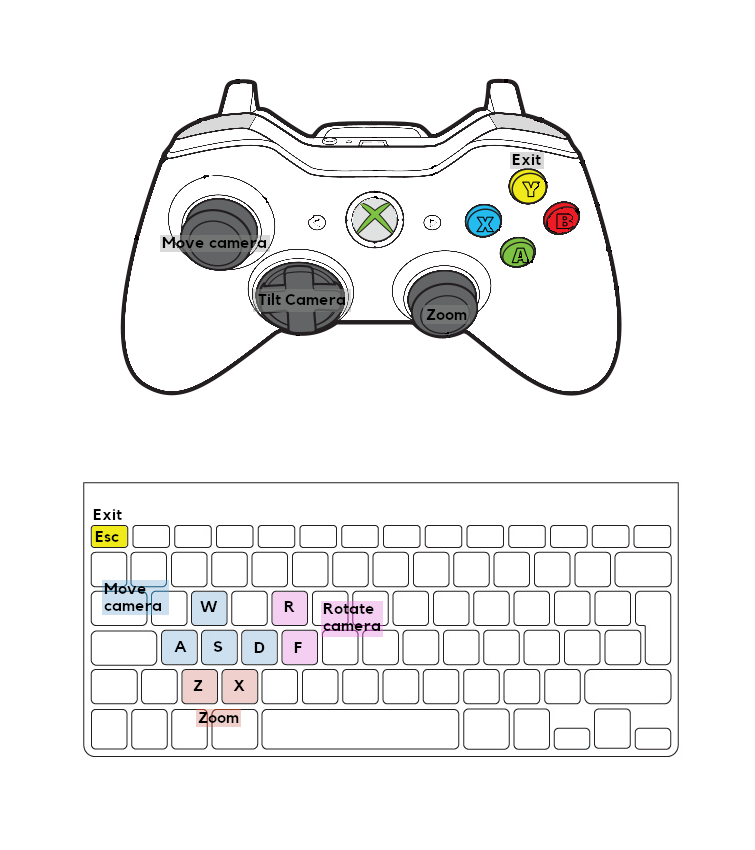 Exit
Y
X
B
A
Move camera
Tilt Camera
Zoom
Exit
Esc
Move
camera
W
R
Rotate
camera
A
S
D
F
Z
X
Zoom